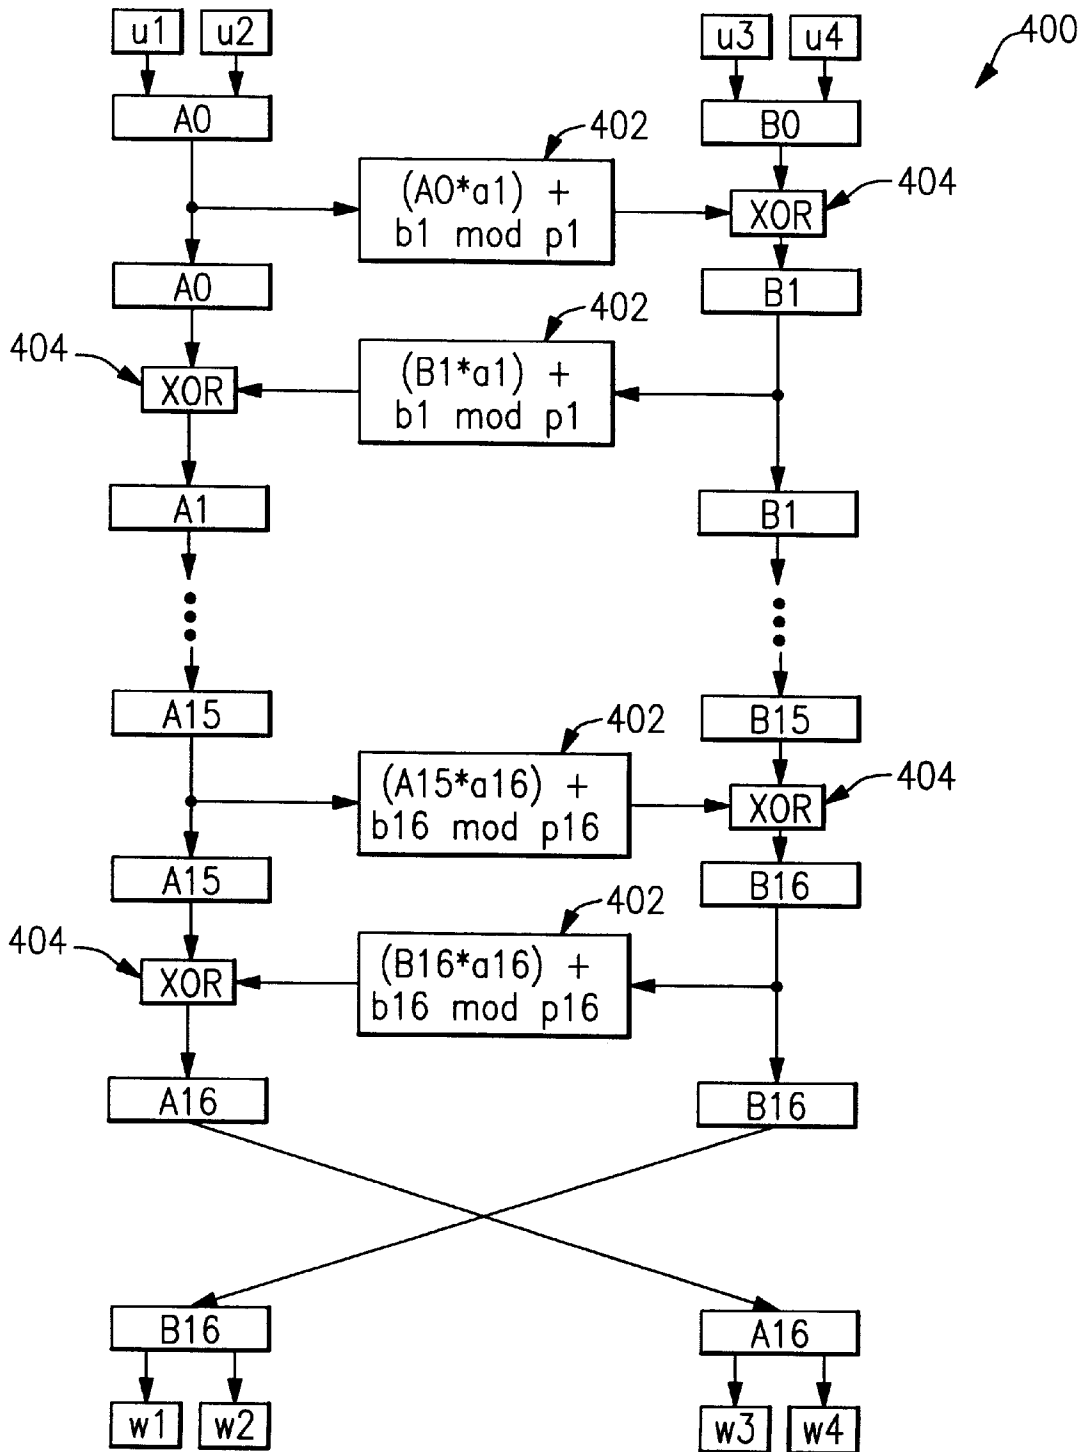 u1 u2 u3 u4 400
A0 B0
402
(A0*a1) +
b1 mod p1
XOR 404
A0 B1
402
404 XOR
(B1*a1) +
b1 mod p1
A1 B1
A15 B15
402
(A15*a16) +
b16 mod p16
XOR 404
A15 B16
402
404 XOR
(B16*a16) +
b16 mod p16
A16 B16
B16 A16
w1 w2 w3 w4